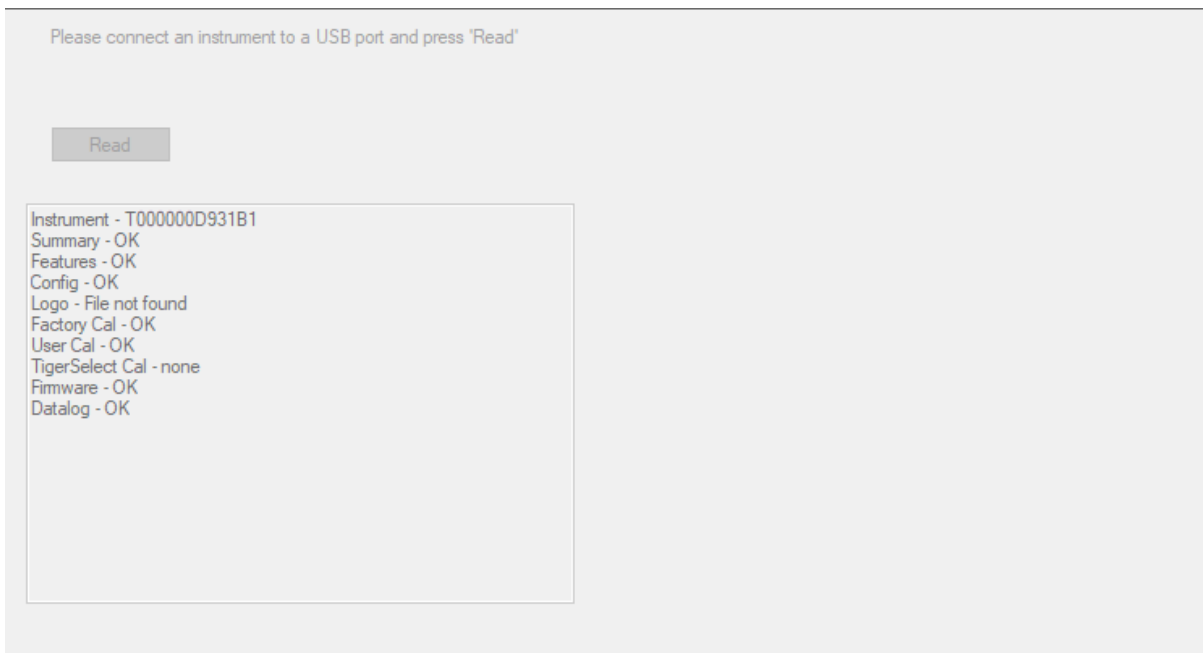 Please connect an instrument to a USB port and press 'Read'
Read
Instrument - T000000D931B1
Summary - OK
Features - OK
Config - OK
Logo - File not found
Factory Cal - OK
User Cal - OK
TigerSelect Cal - none
Firmware - OK
Datalog - OK